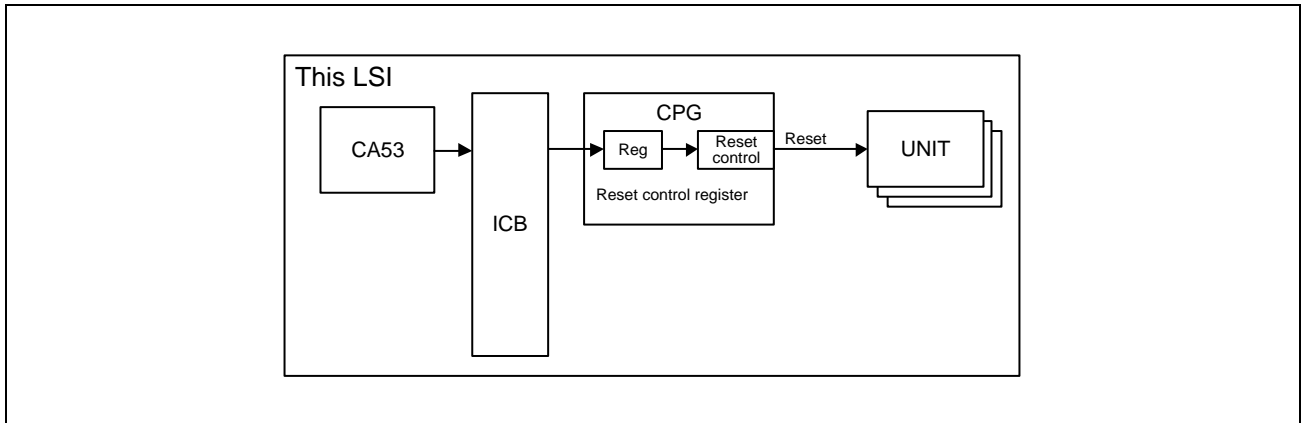 This LSI
CA53
ICB
CPG
Reg
Reset
control
Reset control register
Reset
UNIT